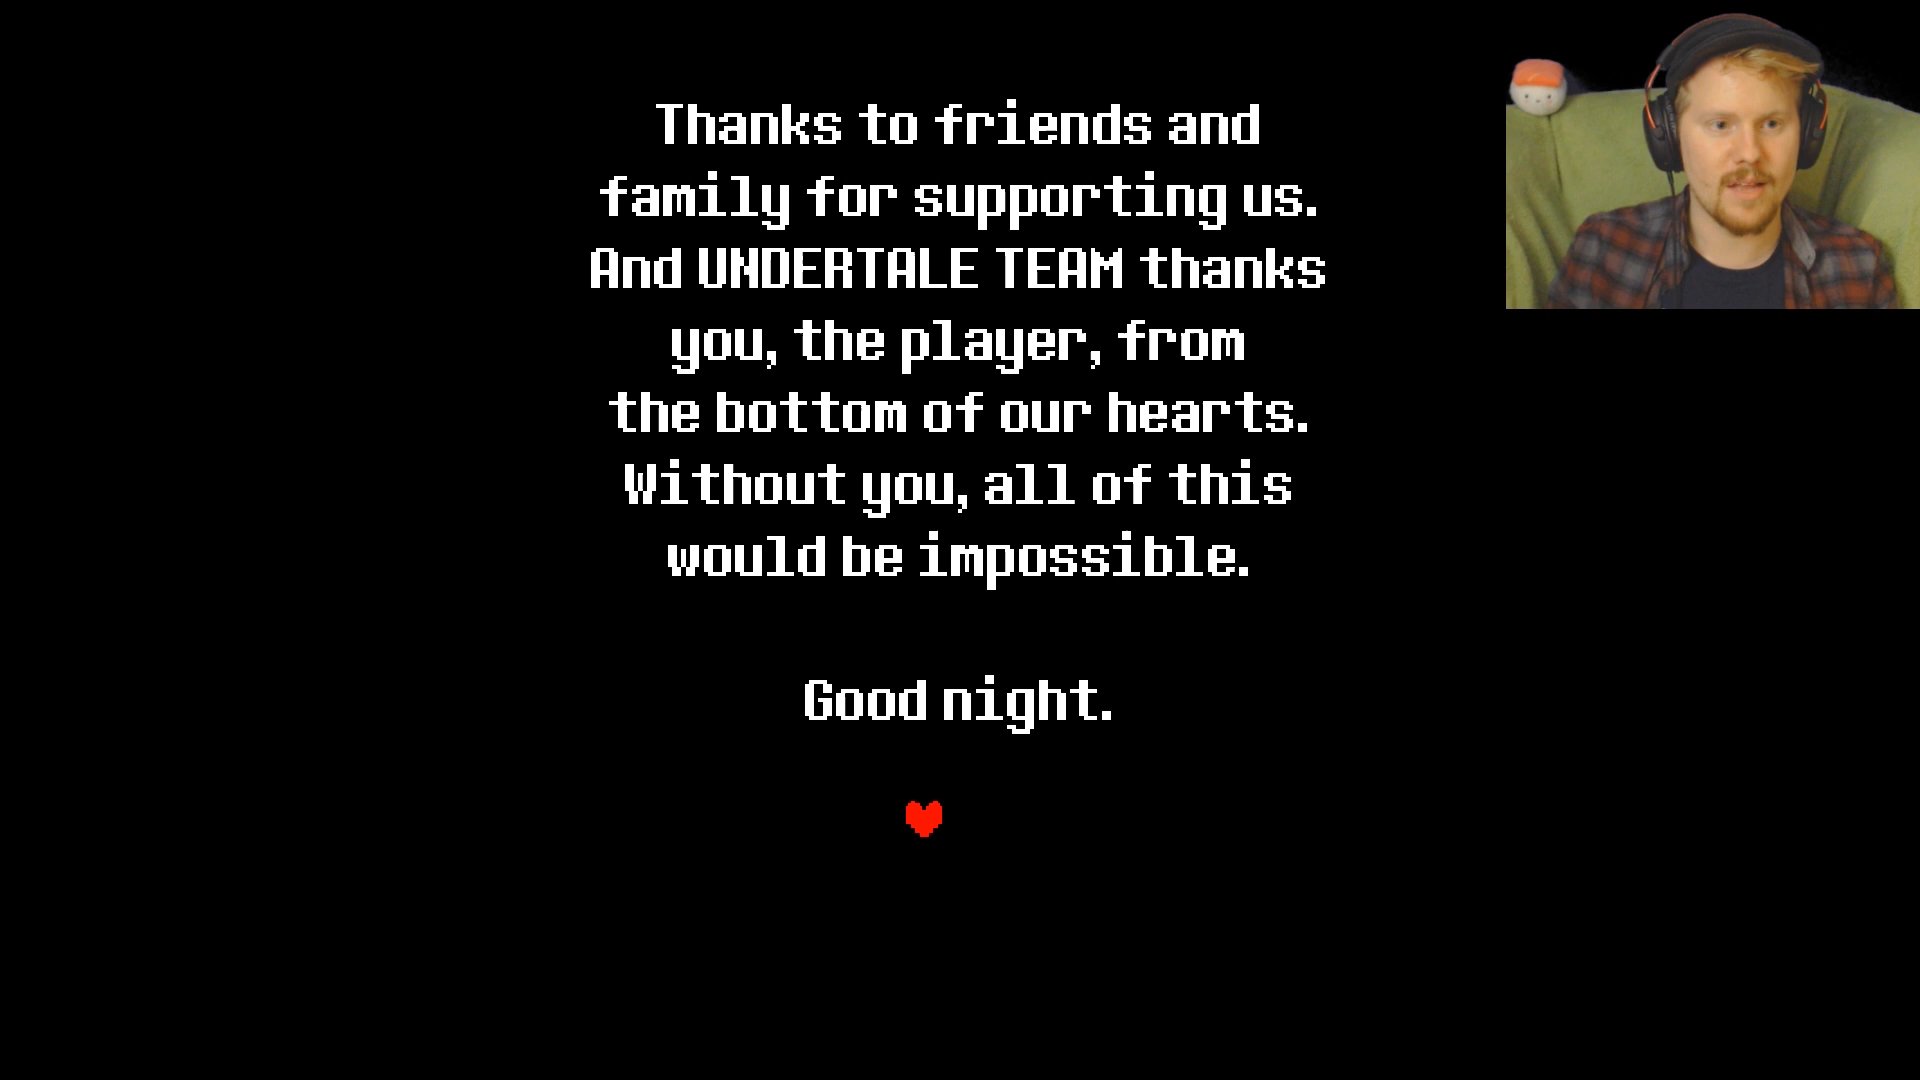 Thanks to friends and
family for supporting us.
And UNDERTALE TEAM thanks
you, the player, from
the bottom of our hearts.
Without you, all of this
would be impossible.
Good night.